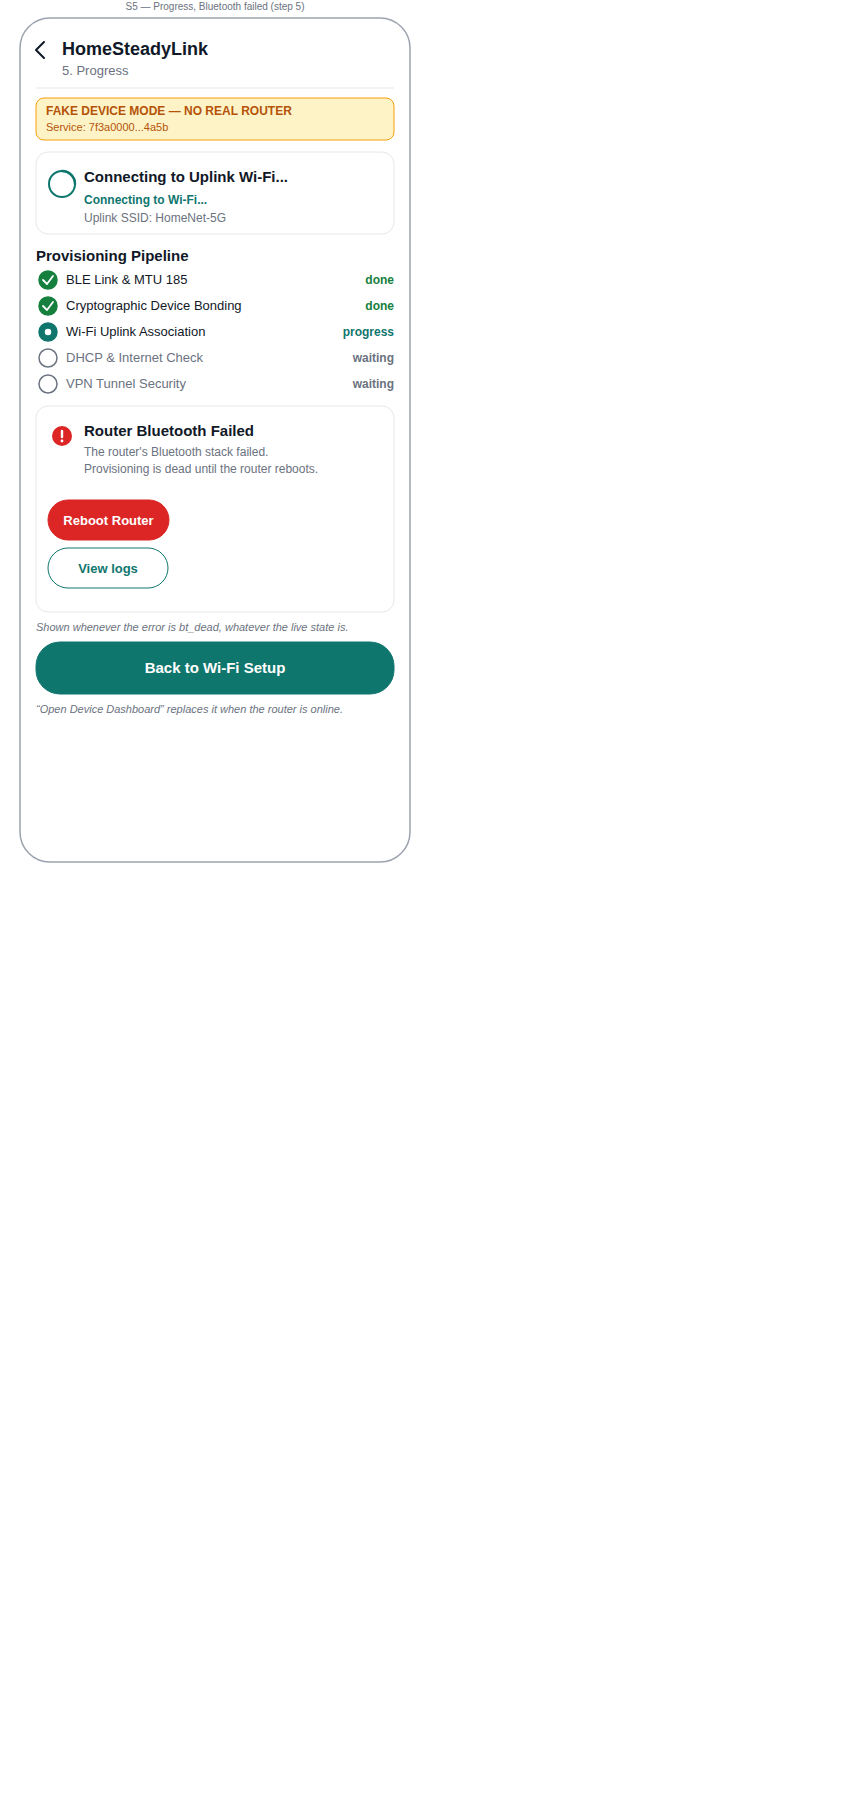 S5 — Progress, Bluetooth failed (step 5)
HomeSteadyLink
5. Progress
FAKE DEVICE MODE — NO REAL ROUTER
Service: 7f3a0000...4a5b
Connecting to Uplink Wi-Fi...
Connecting to Wi-Fi...
Uplink SSID: HomeNet-5G
Provisioning Pipeline
BLE Link & MTU 185 done
Cryptographic Device Bonding done
Wi-Fi Uplink Association progress
DHCP & Internet Check waiting
VPN Tunnel Security waiting
Router Bluetooth Failed
The router's Bluetooth stack failed.
Provisioning is dead until the router reboots.
Reboot Router
View logs
Shown whenever the error is bt_dead, whatever the live state is.
Back to Wi-Fi Setup
“Open Device Dashboard” replaces it when the router is online.